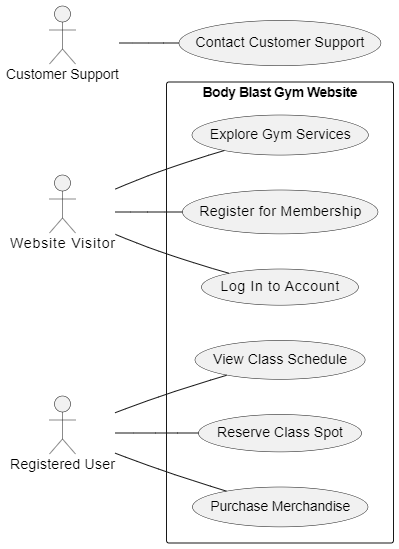 Contact Customer Support
Customer Support
Body Blast Gym Website
Explore Gym Services
Register for Membership
Website Visitor
Log In to Account
View Class Schedule
Reserve Class Spot
Registered User
Purchase Merchandise